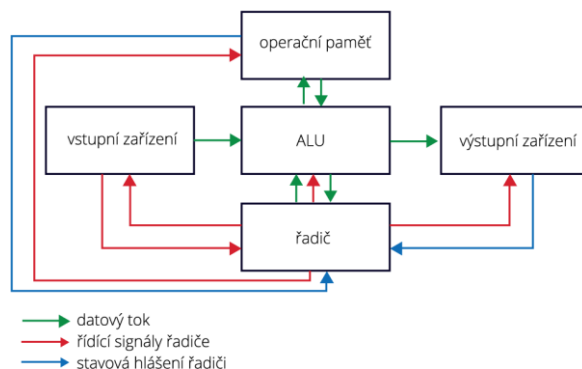 operační paměť
vstupní zařízení
ALU
výstupní zařízení
řadič
datový tok
řídící signály řadiče
stavová hlášení řadiči